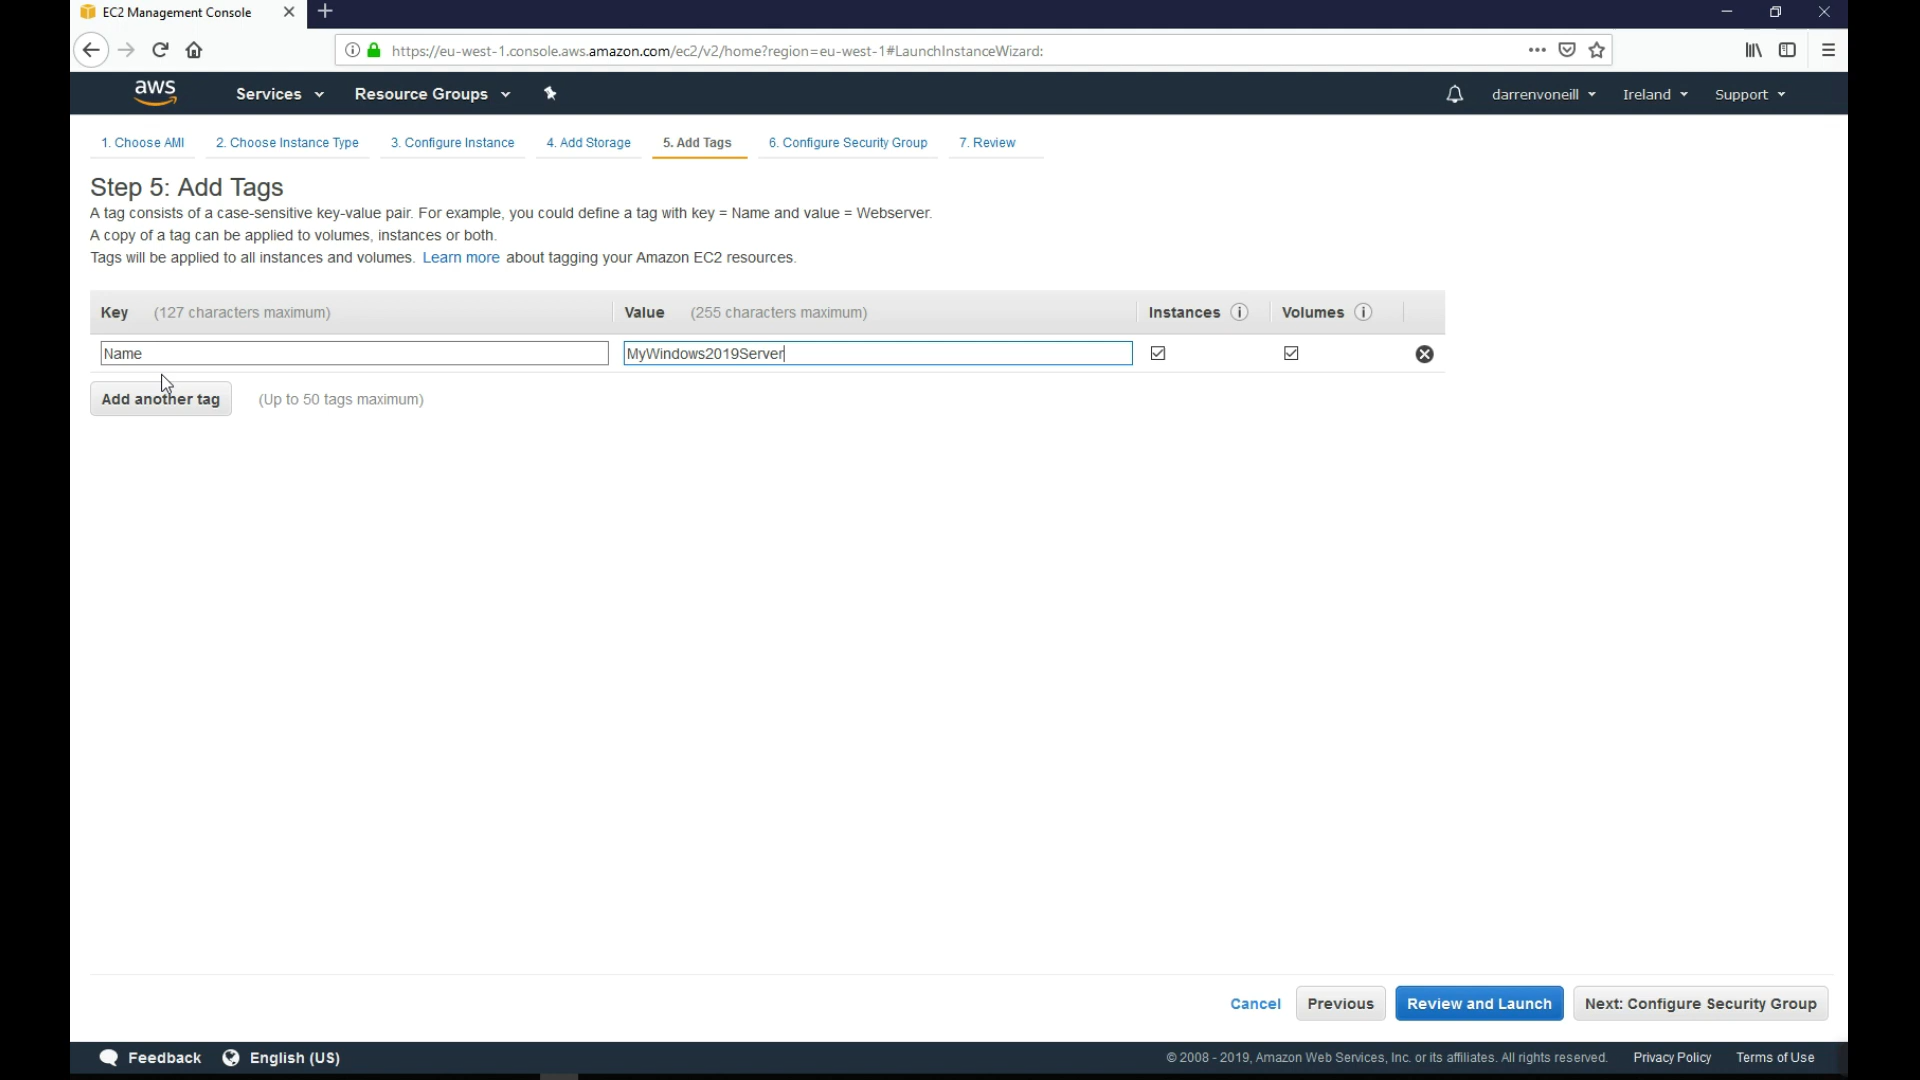 EC2 Management Console
https://eu-west-1.console.aws.amazon.com/ec2/v2/home?region=eu-west-1#LaunchInstanceWizard:
aws Services Resource Groups darrenvoneill Ireland Support
1. Choose AMI 2. Choose Instance Type 3. Configure Instance 4. Add Storage 5. Add Tags 6. Configure Security Group 7. Review
Step 5: Add Tags
A tag consists of a case-sensitive key-value pair. For example, you could define a tag with key = Name and value = Webserver.
A copy of a tag can be applied to volumes, instances or both.
Tags will be applied to all instances and volumes. Learn more about tagging your Amazon EC2 resources.
Key (127 characters maximum) Value (255 characters maximum) Instances Volumes
Name MyWindows2019Server
Add another tag (Up to 50 tags maximum)
Cancel Previous Review and Launch Next: Configure Security Group
Feedback English (US) © 2008 - 2019, Amazon Web Services, Inc. or its affiliates. All rights reserved. Privacy Policy Terms of Use